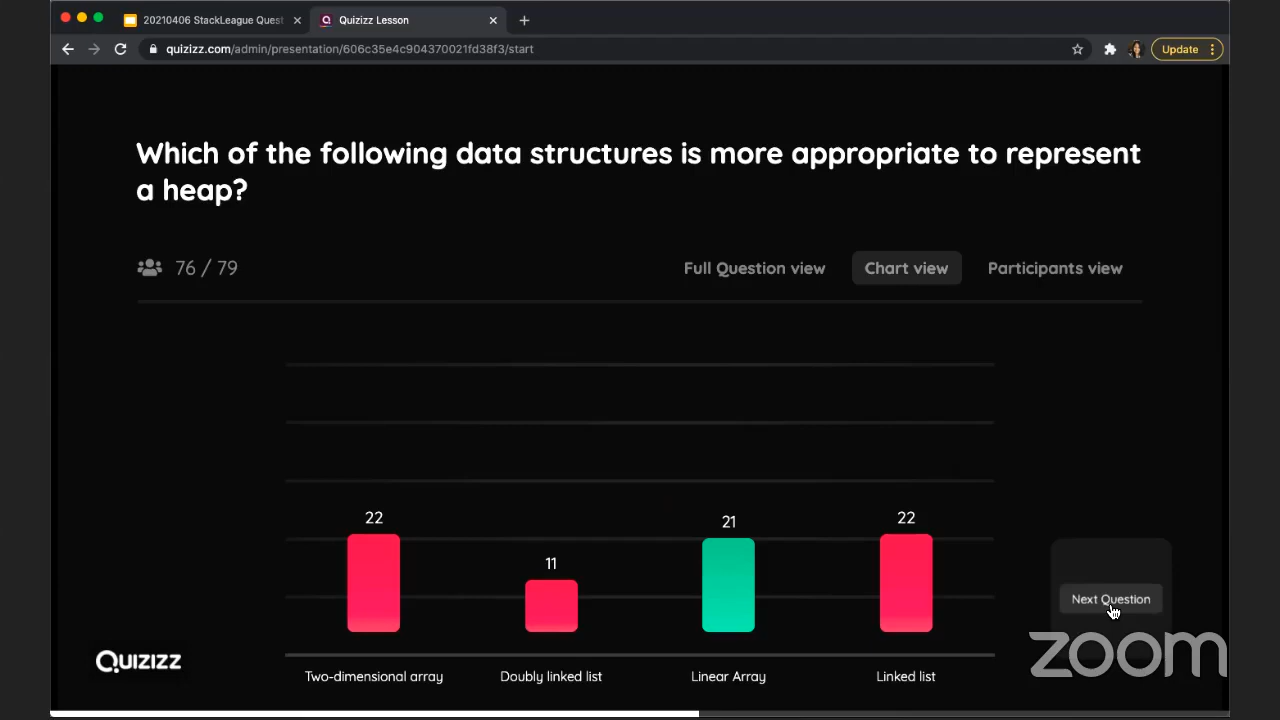 20210406 StackLeague Quest
Quizizz Lesson
quizizz.com/admin/presentation/606c35e4c904370021fd38f3/start
Update
Which of the following data structures is more appropriate to represent
a heap?
76 / 79
Full Question view
Chart view
Participants view
22
11
21
22
Next Question
Two-dimensional array
Doubly linked list
Linear Array
Linked list
QUIZIZZ
zoom